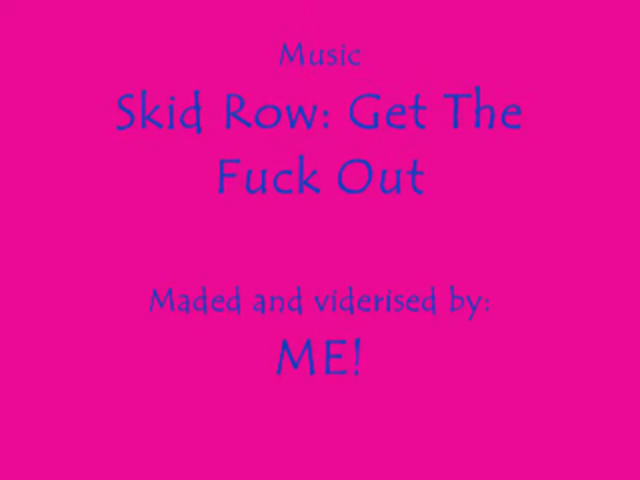 Music
Skid Row: Get The
Fuck Out
Maded and viderised by:
ME!